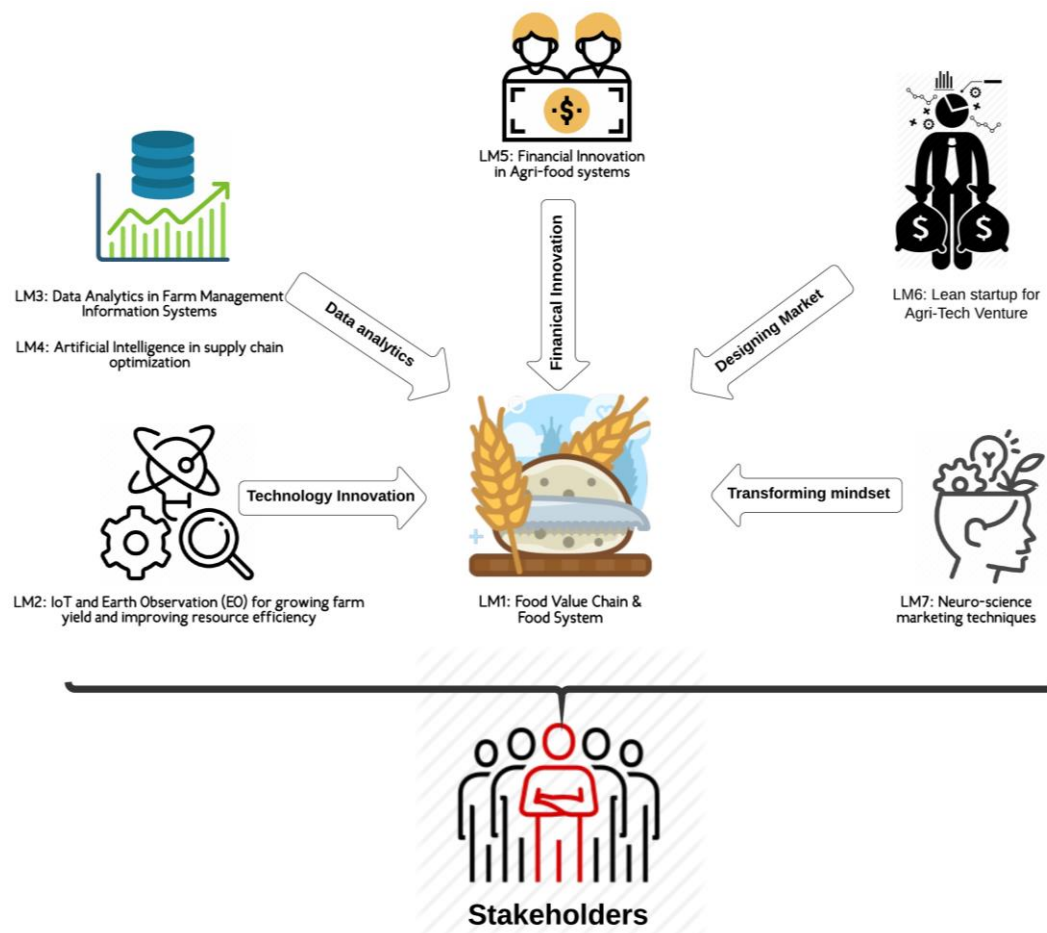 LM5: Financial Innovation
in Agri-food systems
LM3: Data Analytics in Farm Management
Information Systems
LM4: Artificial Intelligence in supply chain
optimization
Data analytics
Finanical Innovation
Designing Market
LM6: Lean startup for
Agri-Tech Venture
Technology Innovation
Transforming mindset
LM2: IoT and Earth Observation (EO) for growing farm
yield and improving resource efficiency
LM1: Food Value Chain &
Food System
LM7: Neuro-science
marketing techniques
Stakeholders